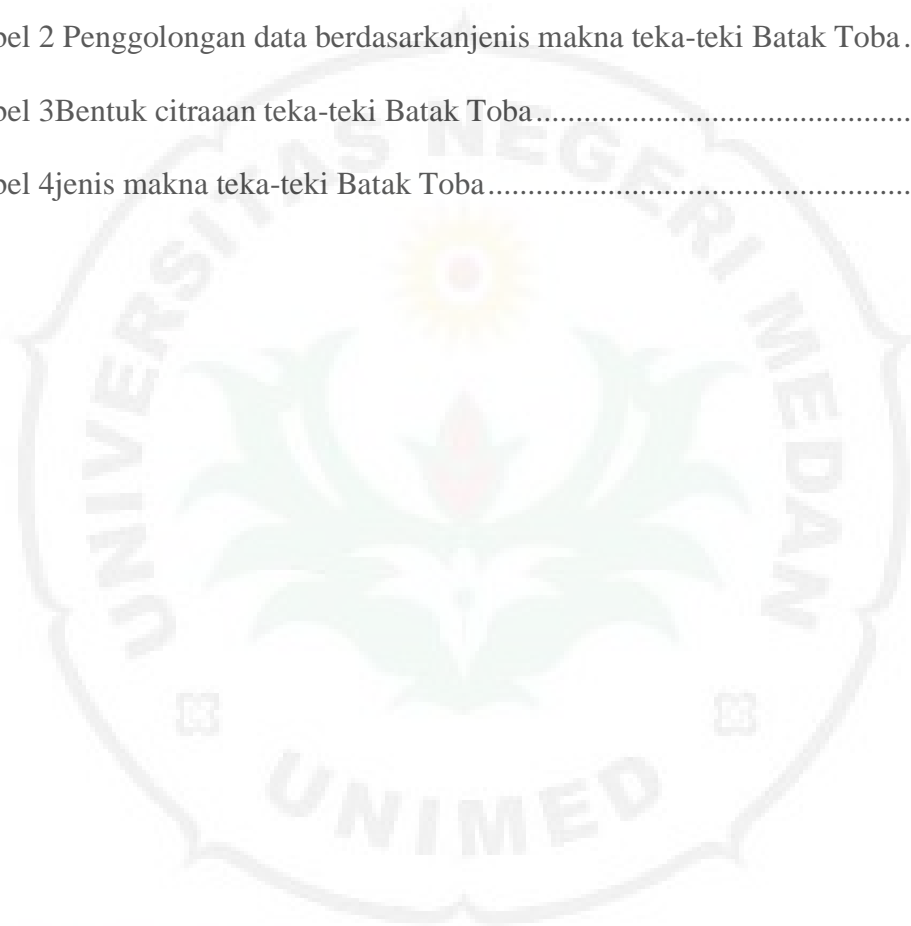 bel 2 Penggolongan data berdasarkanjenis makna teka-teki Batak Toba.
bel 3Bentuk citraaan teka-teki Batak Toba..............................................
bel 4jenis makna teka-teki Batak Toba....................................................
UNIVERSITAS NEGERI MEDAN
UNIMED